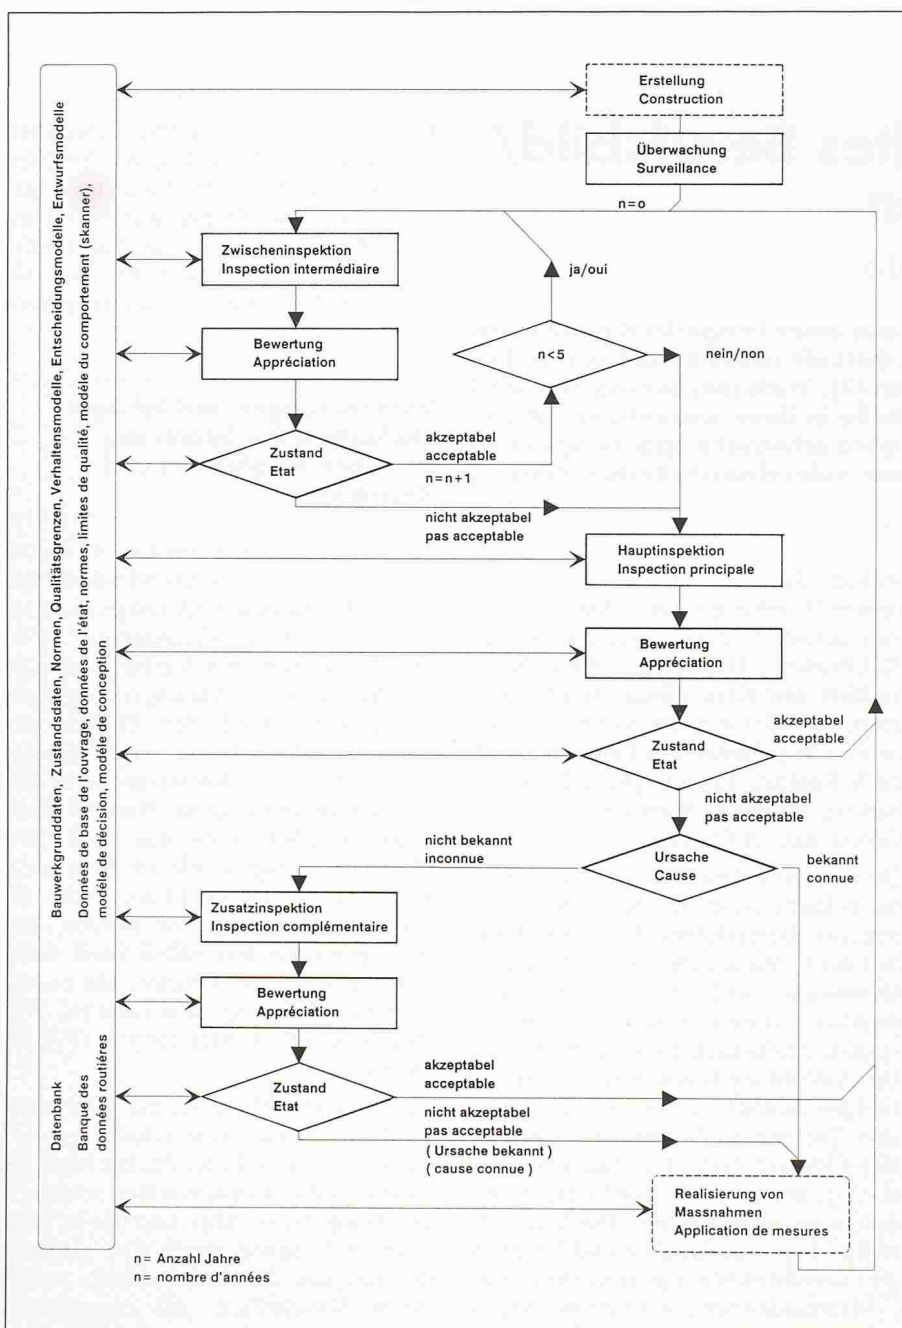 Erstellung
Construction
Überwachung
Surveillance
n=o
Zwischeninspektion
Inspection intermédiaire
ja/oui
Bewertung
Appréciation
n<5
nein/non
Zustand
Etat
akzeptabel
acceptable
n=n+1
nicht akzeptabel
pas acceptable
Hauptinspektion
Inspection principale
Bewertung
Appréciation
Zustand
Etat
akzeptabel
acceptable
nicht akzeptabel
pas acceptable
nicht bekannt
inconnue
Ursache
Cause
bekannt
connue
Zusatzinspektion
Inspection complémentaire
Bewertung
Appréciation
Zustand
Etat
akzeptabel
acceptable
nicht akzeptabel
pas acceptable
( Ursache bekannt )
( cause connue )
Realisierung von
Massnahmen
Application de mesures
Datenbank
Banque des
données routières
Bauwerkgrunddaten, Zustandsdaten, Normen, Qualitätsgrenzen, Verhaltensmodelle, Entscheidungsmodelle, Entwurfsmodelle
Données de base de l'ouvrage, données de l'état, normes, limites de qualité, modéle du comportement (skanner),
modéle de décision, modéle de conception
n= Anzahl Jahre
n= nombre d'années